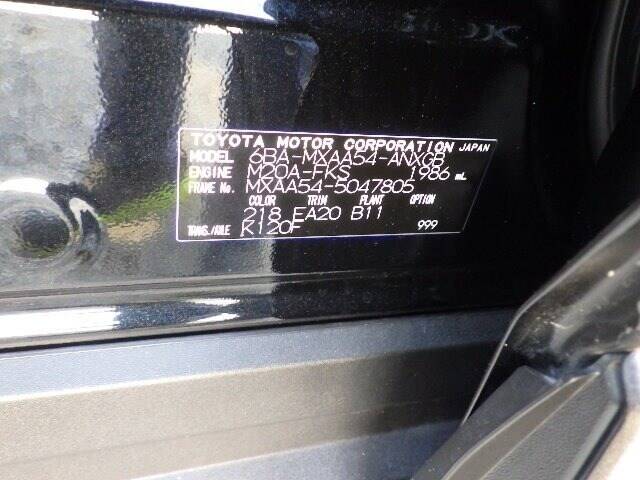 TOYOTA MOTOR CORPORATION JAPAN
MODEL 6BA-MXAA54-ANXGB
ENGINE M20A-FKS 1986 mL
FRAME No. MXAA54-5047805
COLOR TRIM PLANT OPTION
218 EA20 B11
TRANS./AXLE K120F 999